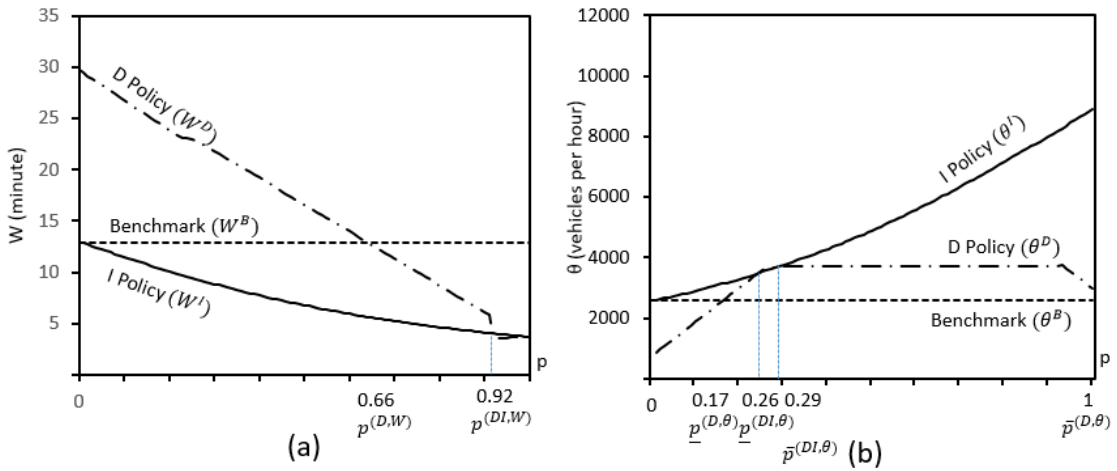 35
30
25
20
15
10
5
W (minute)
D Policy (W^D)
Benchmark (W^B)
I Policy (W^I)
p
0
0.66
0.92
p^(D,W)
p^(DI,W)
(a)
12000
10000
8000
6000
4000
2000
θ (vehicles per hour)
I Policy (θ^I)
D Policy (θ^D)
Benchmark (θ^B)
p
0
0.17
0.26
0.29
1
p̲^(D,θ)
p̲^(DI,θ)
p̄^(DI,θ)
p̄^(D,θ)
(b)